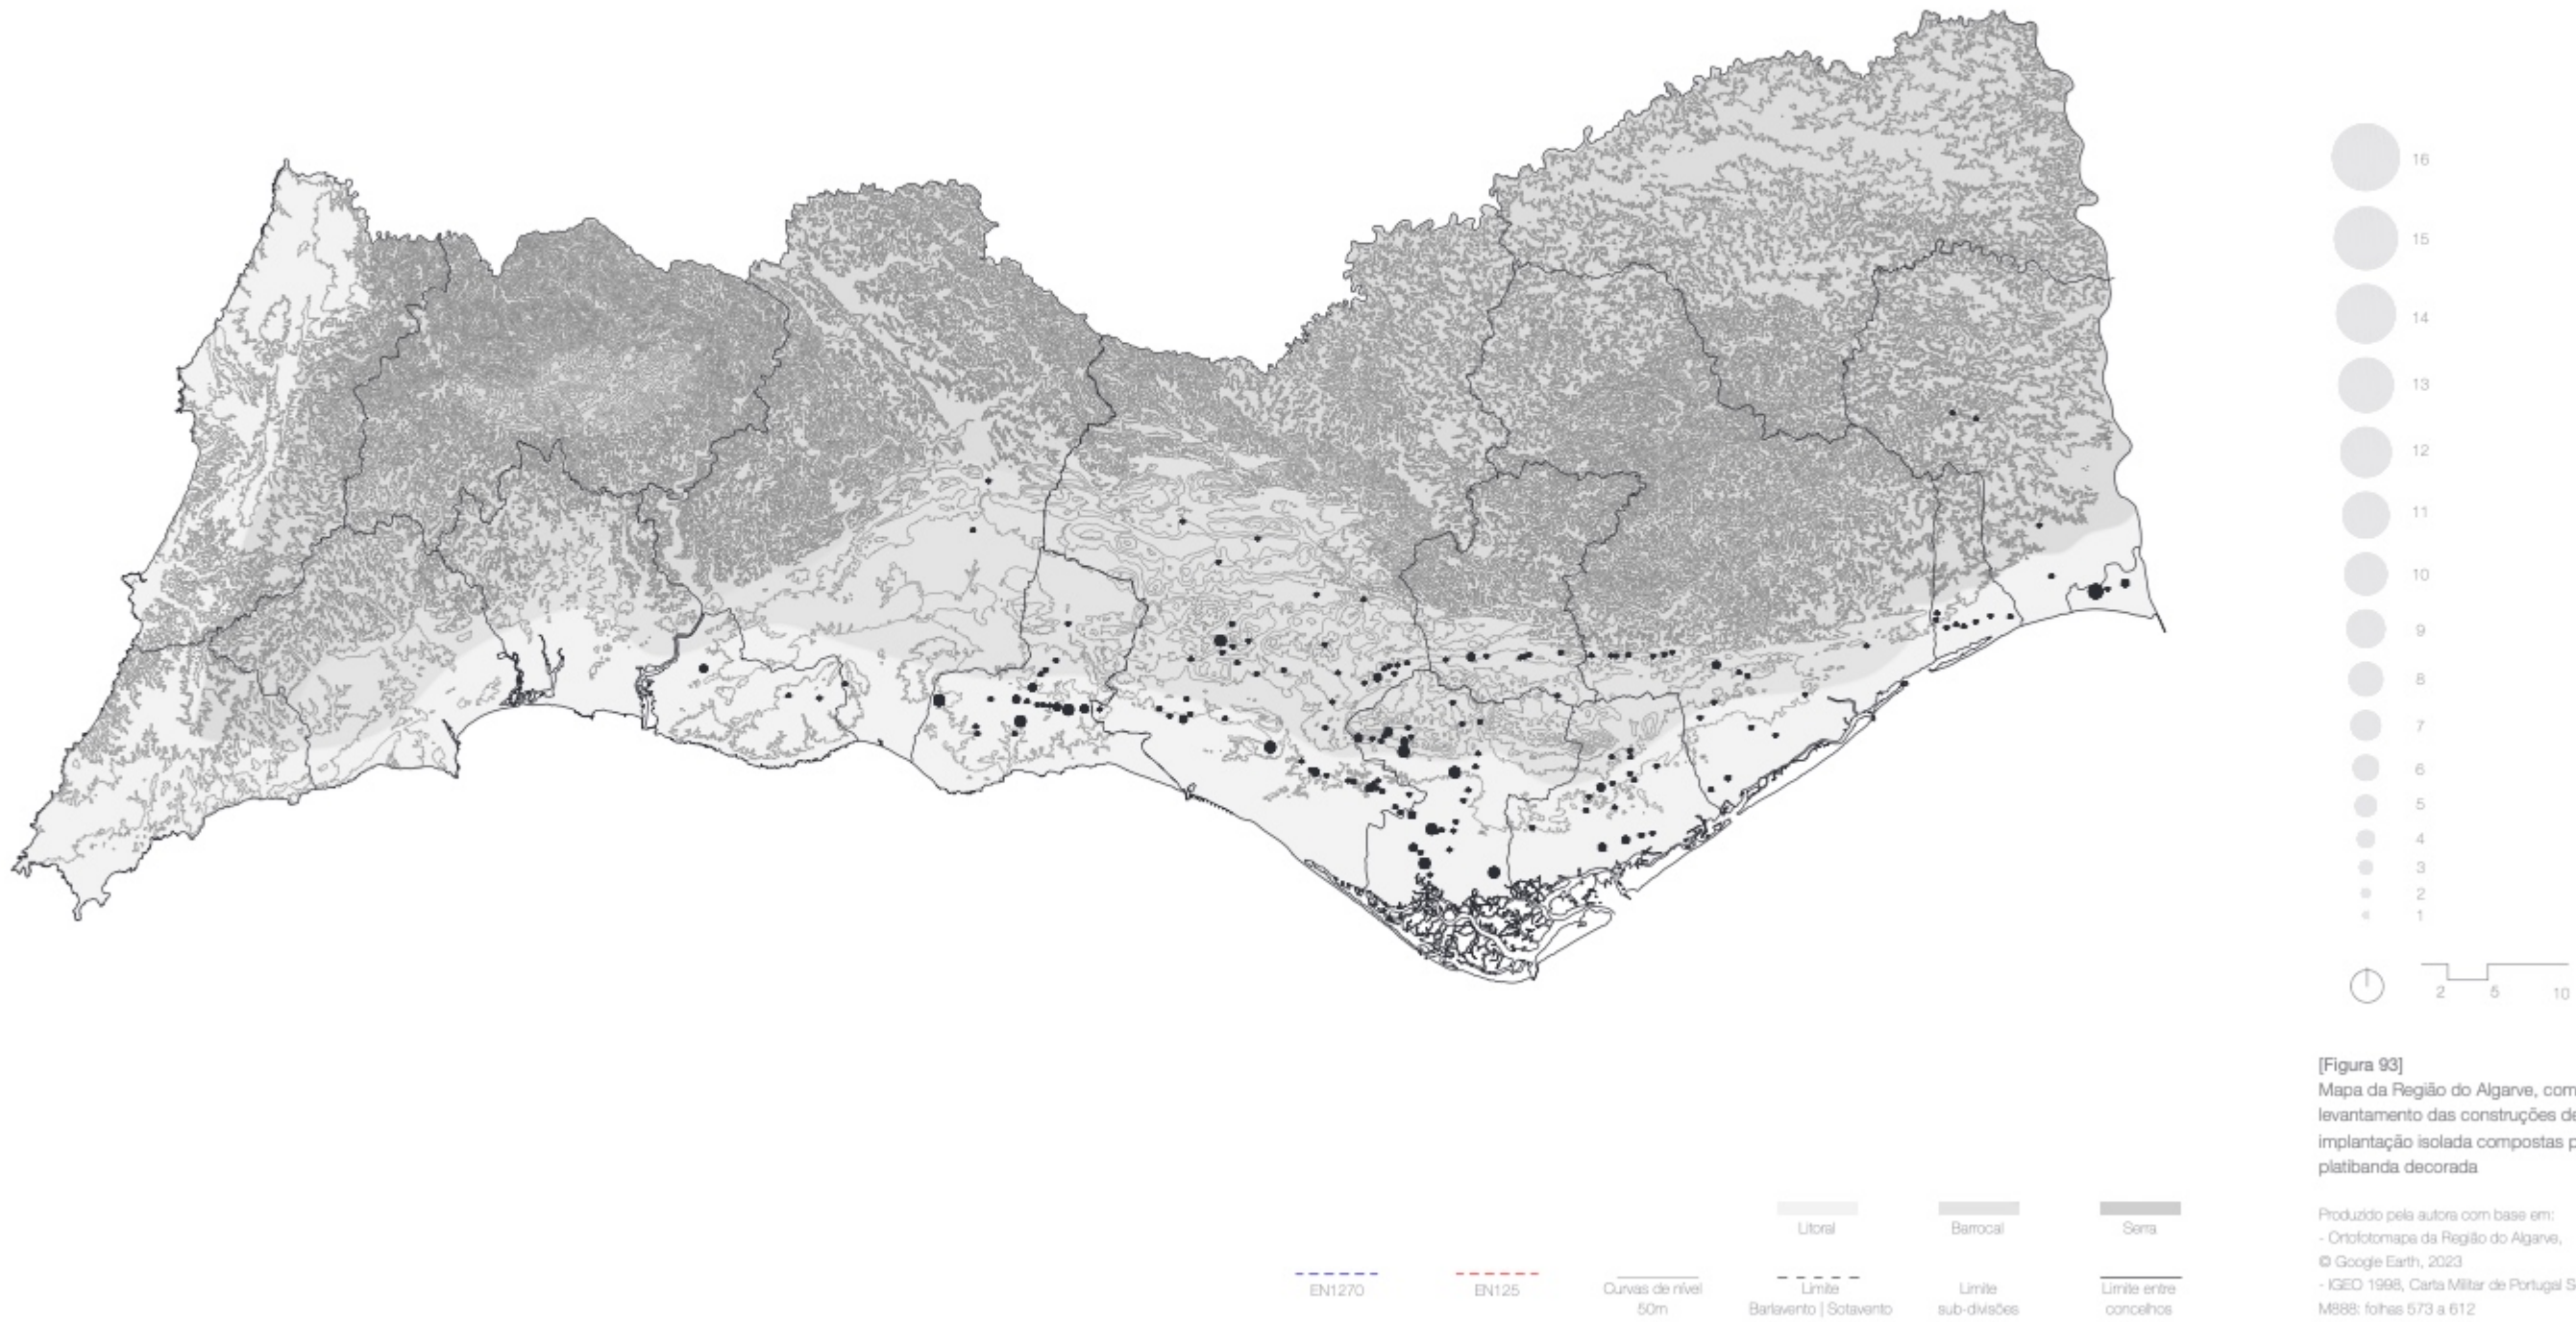 16
15
14
13
12
11
10
9
8
7
6
5
4
3
2
1
2 5 10
[Figura 93]
Mapa da Região do Algarve, com
levantamento das construções de
implantação isolada compostas p
platibanda decorada
Produzido pela autora com base em:
- Ortofotomapa da Região do Algarve,
© Google Earth, 2023
- IGEO 1998, Carta Militar de Portugal S
M888: folhas 573 a 612
Litoral Barrocal Serra
EN1270 EN125 Curvas de nível Limite Limite Limite entre
50m Barlavento | Sotavento sub-divisões concelhos